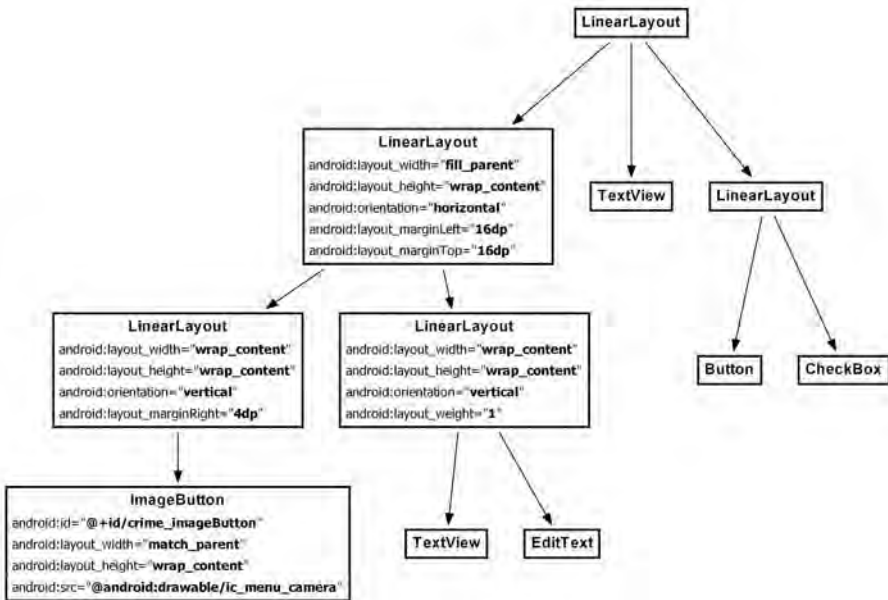 LinearLayout
LinearLayout
android:layout_width="fill_parent"
android:layout_height="wrap_content"
android:orientation="horizontal"
android:layout_marginLeft="16dp"
android:layout_marginTop="16dp"
TextView
LinearLayout
LinearLayout
android:layout_width="wrap_content"
android:layout_height="wrap_content"
android:orientation="vertical"
android:layout_marginRight="4dp"
LinearLayout
android:layout_width="wrap_content"
android:layout_height="wrap_content"
android:orientation="vertical"
android:layout_weight="1"
Button
CheckBox
ImageButton
android:id="@+id/crime_imageButton"
android:layout_width="match_parent"
android:layout_height="wrap_content"
android:src="@android:drawable/ic_menu_camera"
TextView
EditText